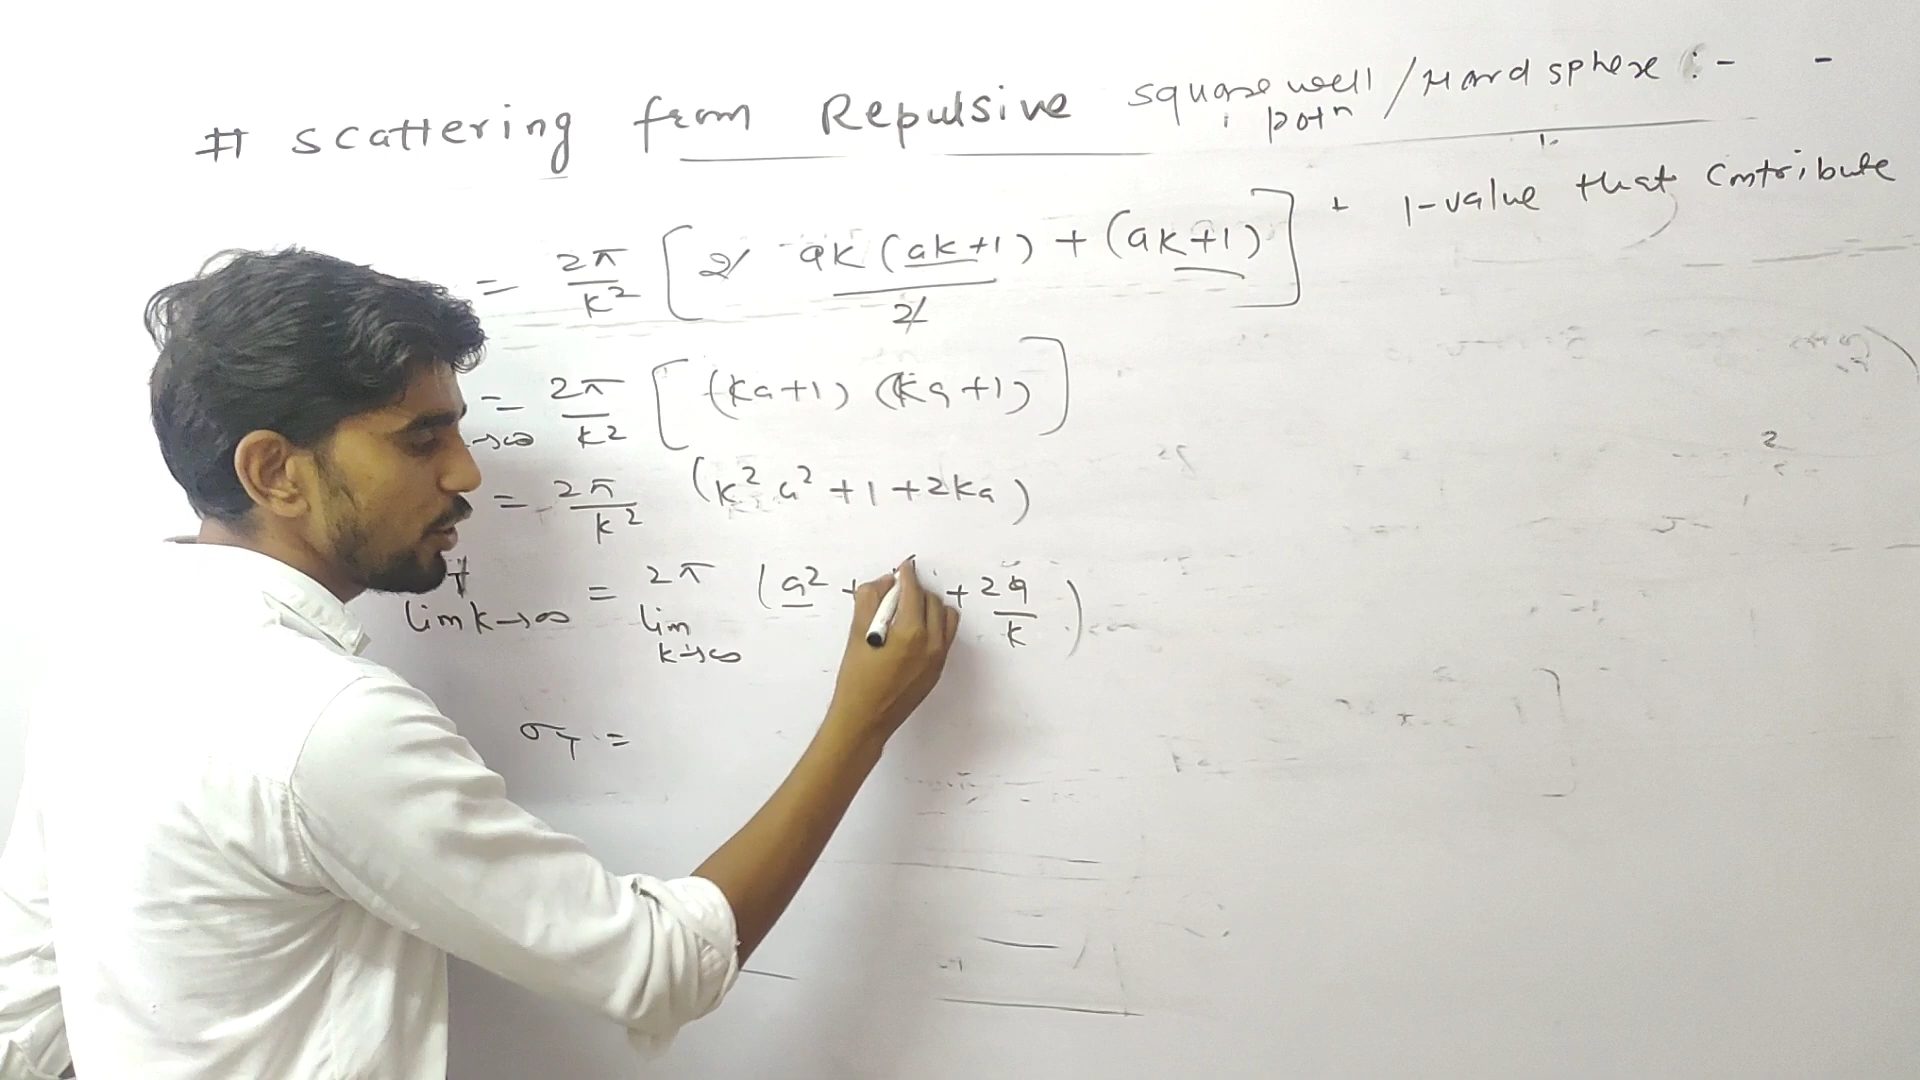 # Scattering from Repulsive square well potn / Hard sphere :-
l-value that contribute
= 2π/k² [ 2 ak(ak+1)/2 + (ak+1) ]
= 2π/k² [ (ka+1) (ka+1) ]
→∞
= 2π/k² (k²a² + 1 + 2ka)
lim k→∞ = 2π lim k→∞ (a² + + 2a/k)
σT =